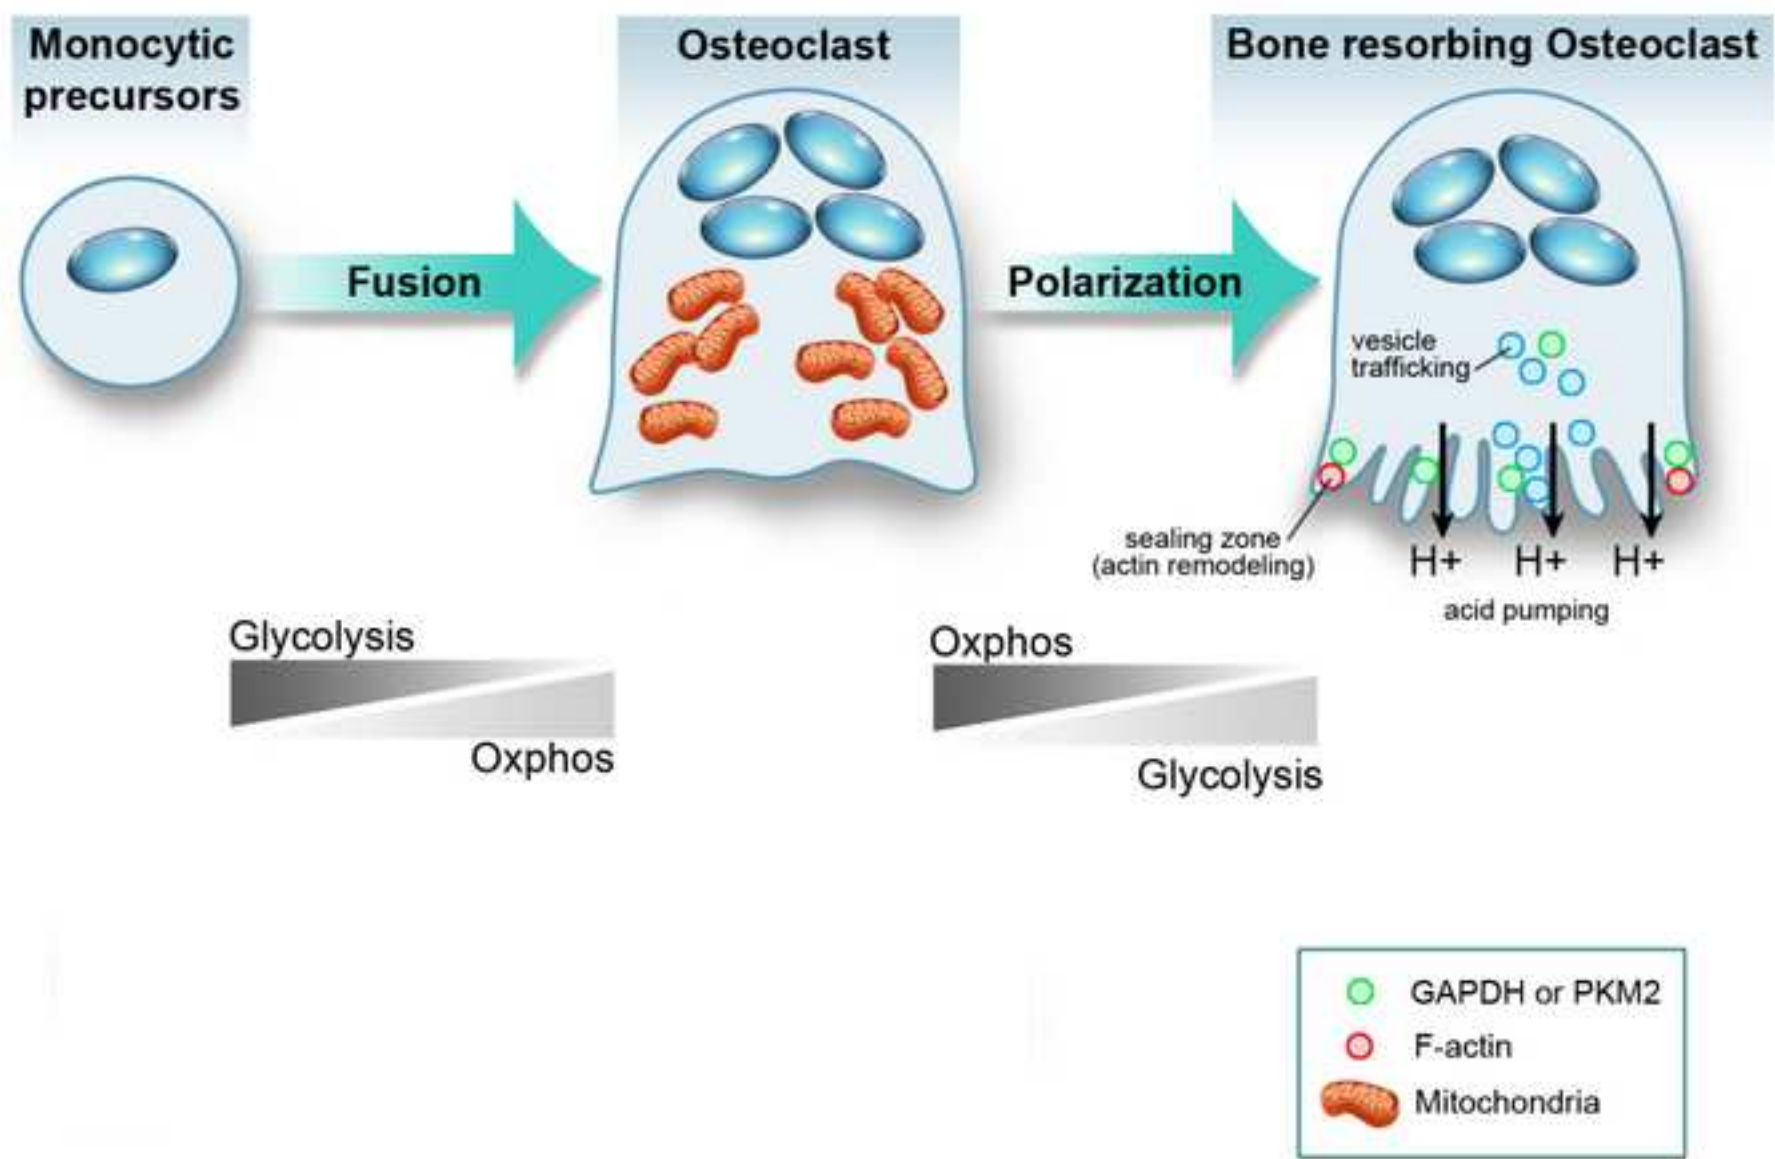 Monocytic
precursors
Osteoclast
Bone resorbing Osteoclast
Fusion
Polarization
vesicle
trafficking
sealing zone
(actin remodeling)
H+ H+ H+
acid pumping
Glycolysis
Oxphos
Oxphos
Glycolysis
GAPDH or PKM2
F-actin
Mitochondria